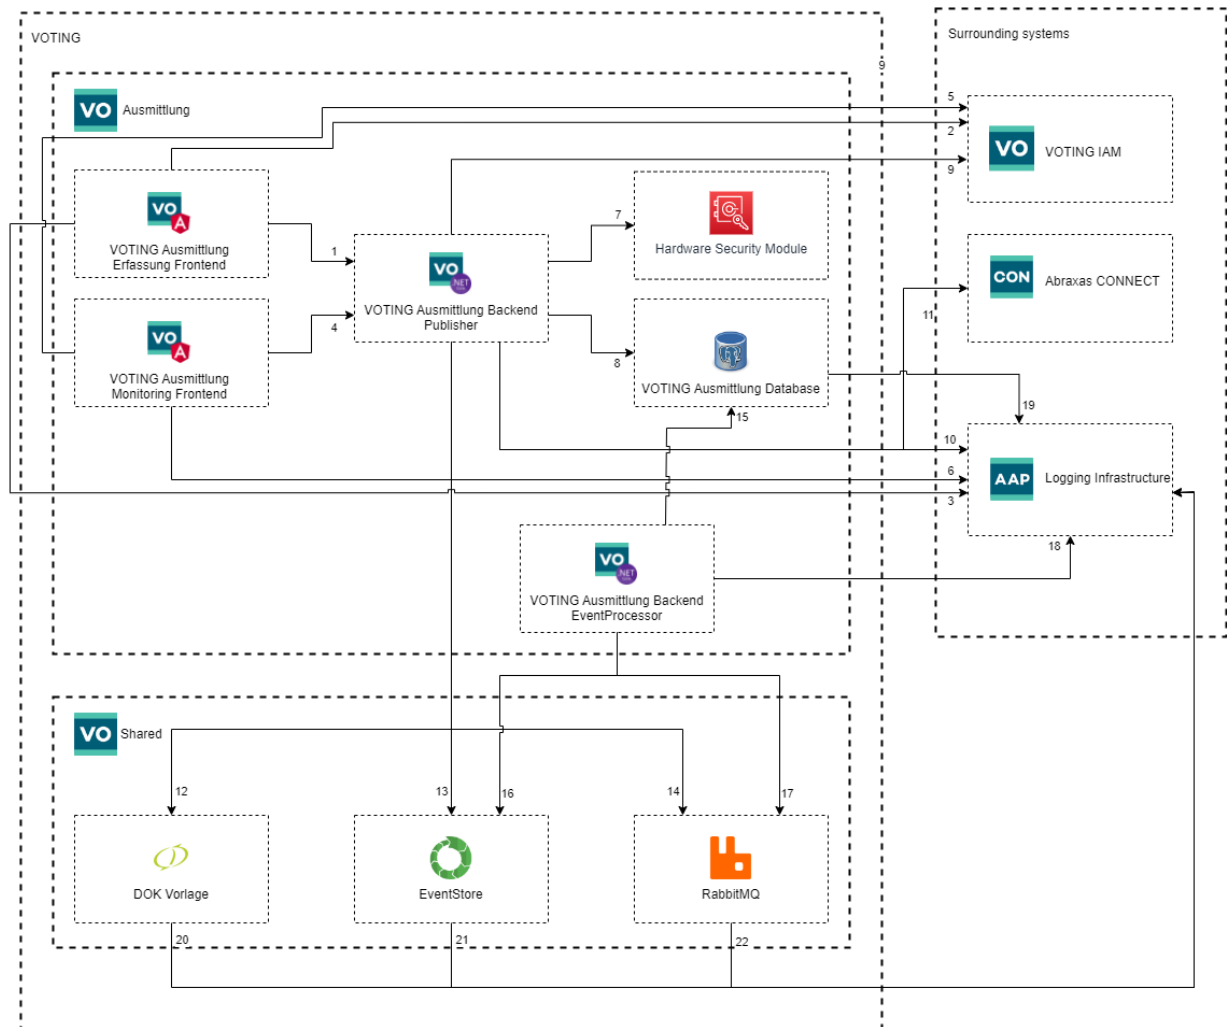 VOTING
Surrounding systems
9
VO
Ausmittlung
5
2
9
VO
VOTING IAM
VO
VOTING Ausmittlung
Erfassung Frontend
1
VO
.NET
VOTING Ausmittlung Backend
Publisher
7
Hardware Security Module
CON
Abraxas CONNECT
11
VO
VOTING Ausmittlung
Monitoring Frontend
4
8
VOTING Ausmittlung Database
15
19
10
6
3
AAP
Logging Infrastructure
18
VO
.NET
VOTING Ausmittlung Backend
EventProcessor
VO
Shared
12
13
16
14
17
DOK Vorlage
EventStore
RabbitMQ
20
21
22